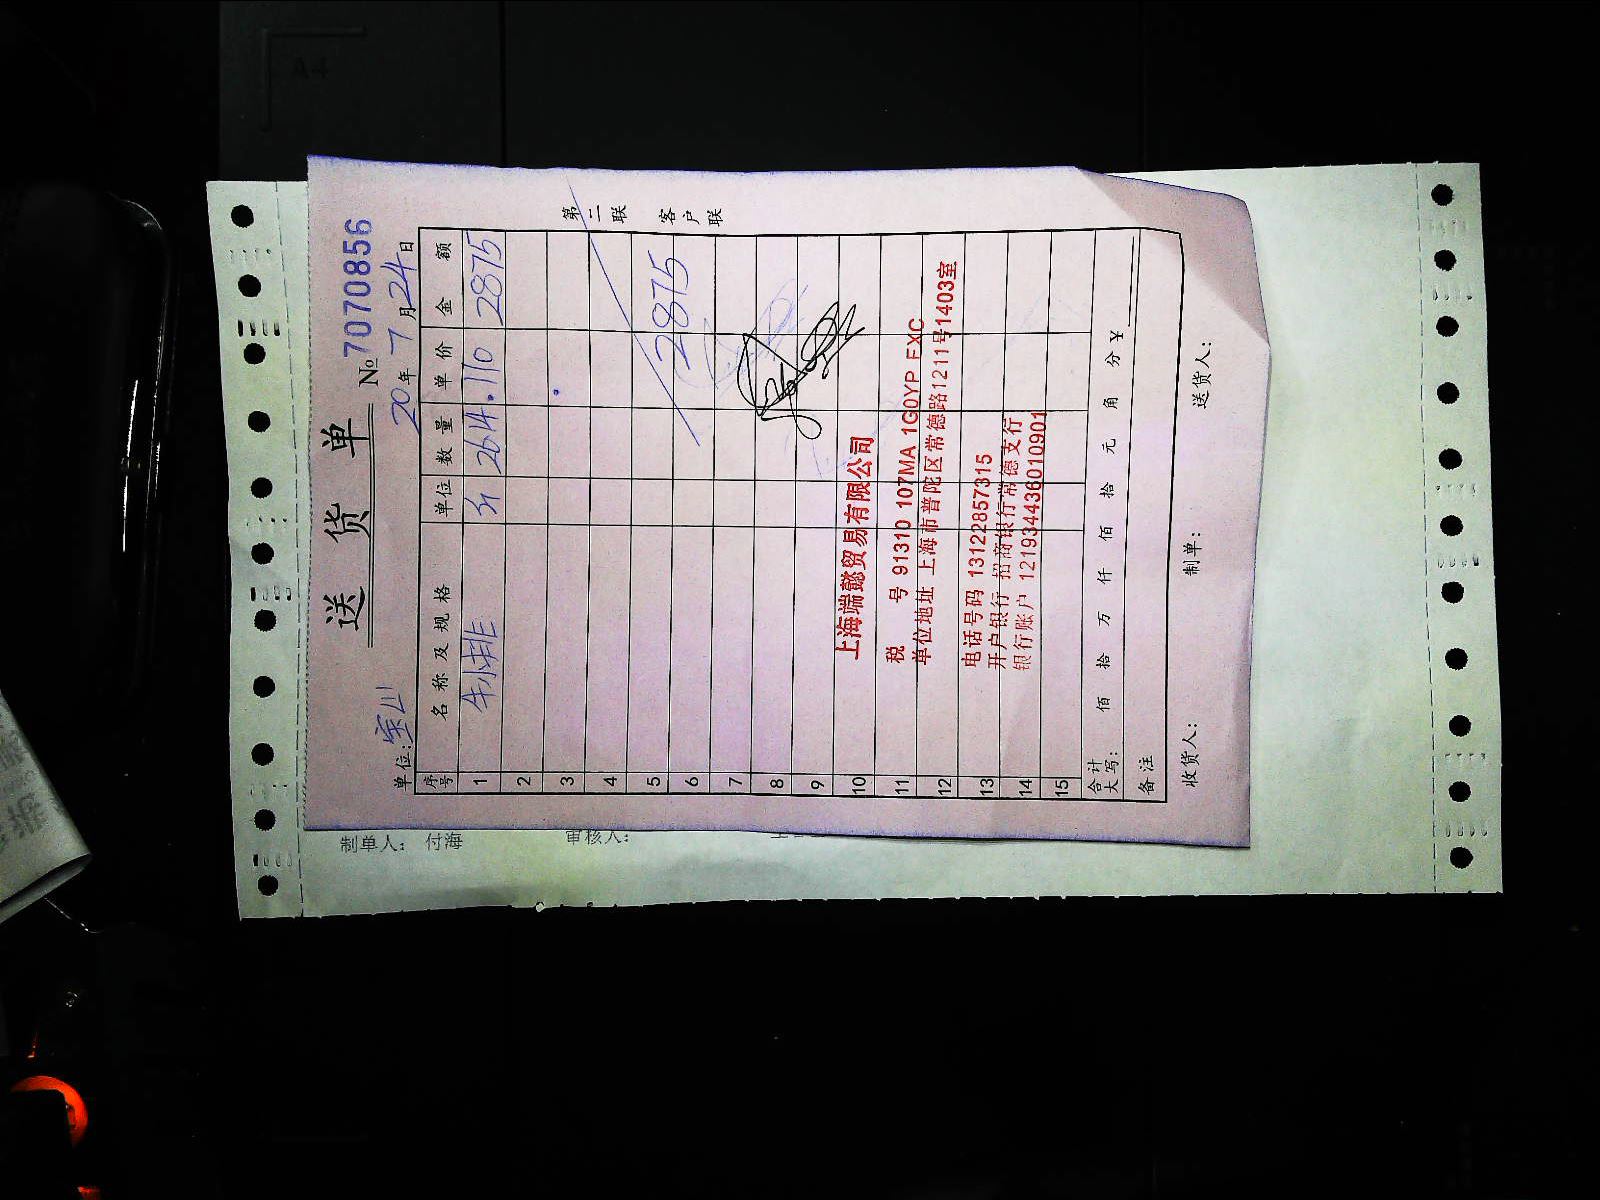 送货单
№ 7070856
单位: 宝山 20年7月24日
序号 名称及规格 单位 数量 单价 金额
1 牛排 斤 26.14 110 2875
2
3
4
5
6 2875
7
8
9
10
11
12
13
14
15
第二联 客户联
上海端懿贸易有限公司
税 号 91310 107MA 1G0YP FXC
单位地址 上海市普陀区常德路1211号1403室
电话号码 13122857315
开户银行 招商银行常德支行
银行账户 121934436010901
合计大写: 佰 拾 万 仟 佰 拾 元 角 分 ¥
备注
收货人: 制单: 送货人:
制单人: 付海 审核人:
A4